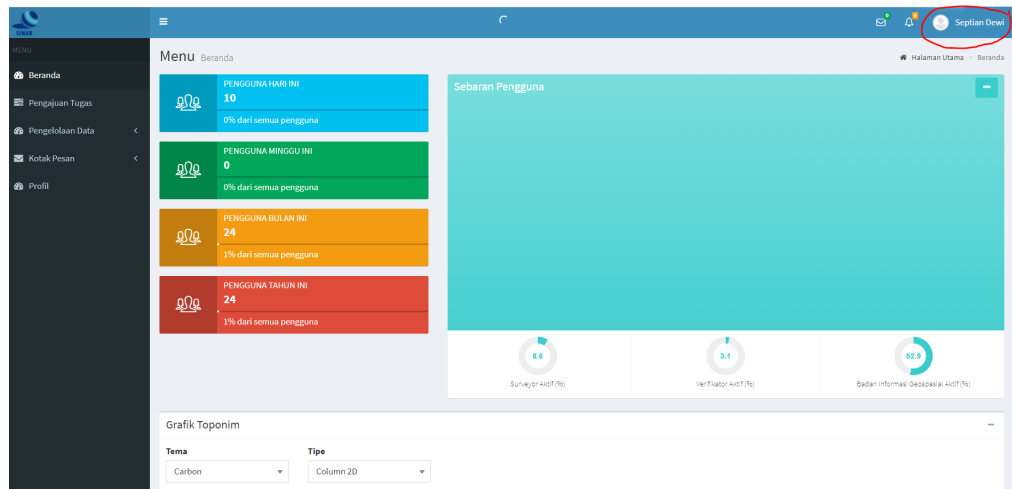 SINAR
Septian Dewi
MENU
Beranda
Pengajuan Tugas
Pengelolaan Data
Kotak Pesan
Profil
Menu Beranda
Halaman Utama > Beranda
PENGGUNA HARI INI
10
0% dari semua pengguna
PENGGUNA MINGGU INI
0
0% dari semua pengguna
PENGGUNA BULAN INI
24
1% dari semua pengguna
PENGGUNA TAHUN INI
24
1% dari semua pengguna
Sebaran Pengguna
8.6
Surveyor Aktif (%)
3.1
Verifikator Aktif (%)
52.9
Badan Informasi Geospasial Aktif (%)
Grafik Toponim
Tema
Carbon
Tipe
Column 2D